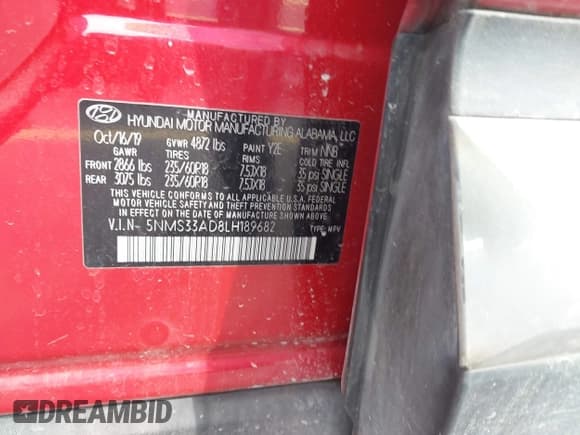 MANUFACTURED BY
HYUNDAI MOTOR MANUFACTURING ALABAMA, LLC
Oct/16/19 GVWR 4872 lbs PAINT Y2E TRIM NNB
GAWR TIRES RIMS COLD TIRE INFL.
FRONT 2866 lbs 235/60R18 7.5JX18 35 psi SINGLE
REAR 3075 lbs 235/60R18 7.5JX18 35 psi SINGLE
THIS VEHICLE CONFORMS TO ALL APPLICABLE U.S.A. FEDERAL
MOTOR VEHICLE SAFETY AND THEFT PREVENTION STANDARDS
IN EFFECT ON THE DATE OF MANUFACTURE SHOWN ABOVE.
V.I.N- 5NMS33AD8LH189682
TYPE: MPV
DREAMBID